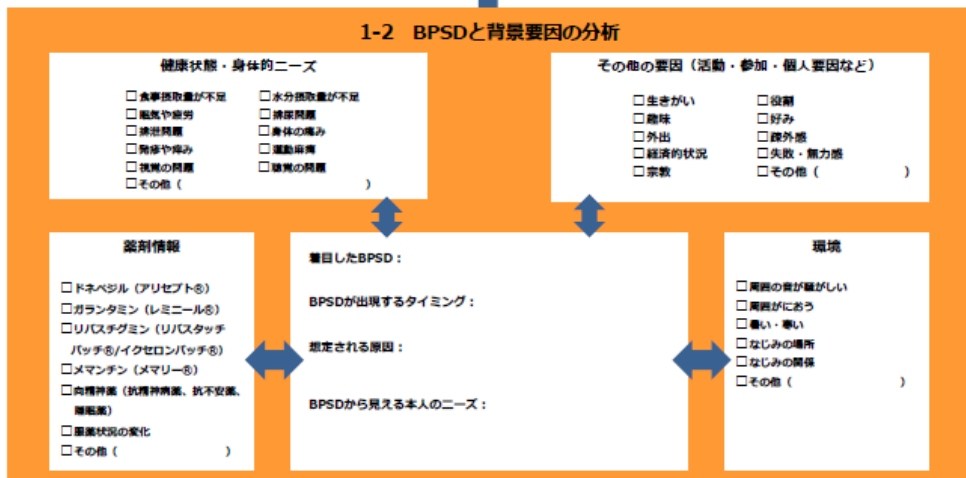 1-2 BPSDと背景要因の分析
健康状態・身体的ニーズ
□食事摂取量が不足 □水分摂取量が不足
□眠気や疲労 □排尿問題
□排泄問題 □身体の痛み
□発疹や痒み □運動麻痺
□視覚の問題 □聴覚の問題
□その他（ ）
その他の要因（活動・参加・個人要因など）
□生きがい □役割
□趣味 □好み
□外出 □疎外感
□経済的状況 □失敗・無力感
□宗教 □その他（ ）
薬剤情報
□ドネペジル（アリセプト®）
□ガランタミン（レミニール®）
□リバスチグミン（リバスタッチ
パッチ®/イクセロンパッチ®）
□メマンチン（メマリー®）
□向精神薬（抗精神病薬、抗不安薬、
睡眠薬）
□服薬状況の変化
□その他（ ）
着目したBPSD：
BPSDが出現するタイミング：
想定される原因：
BPSDから見える本人のニーズ：
環境
□周囲の音が騒がしい
□周囲がにおう
□暑い・寒い
□なじみの場所
□なじみの関係
□その他（ ）